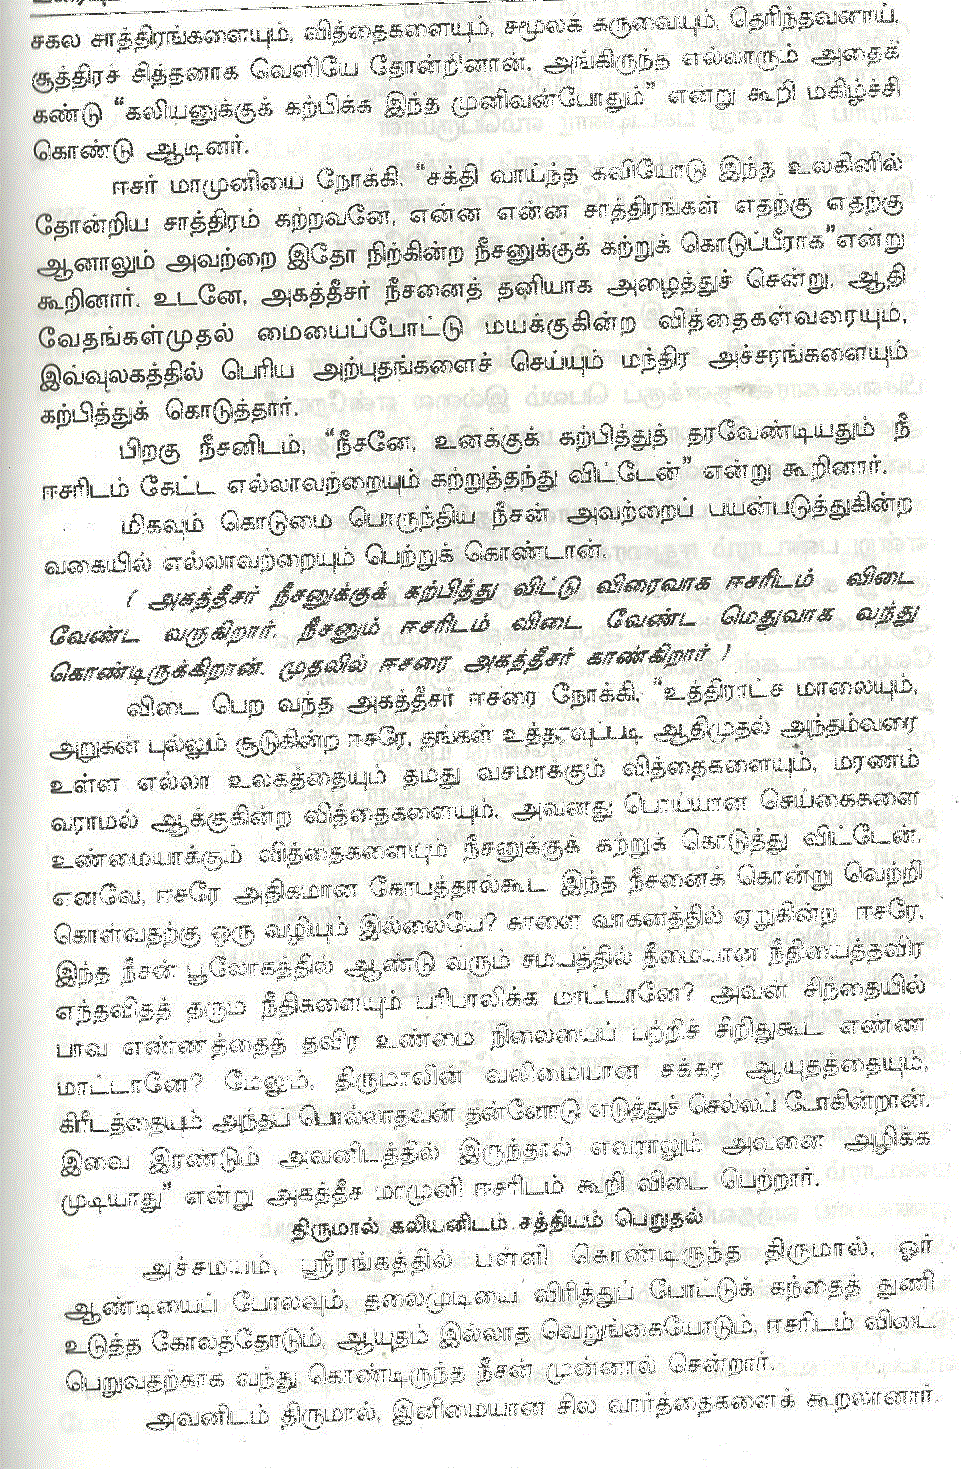 சகல சாத்திரங்களையும், வித்தைகளையும், சமூலக் கருவையும், தெரிந்தவனாய்,
சூத்திரச் சித்தனாக வெளியே தோன்றினான். அங்கிருந்த எல்லாரும் அதைக்
கண்டு “கலியனுக்குக் கற்பிக்க இந்த முனிவன்போதும்” என்று கூறி மகிழ்ச்சி
கொண்டு ஆடினர்.
ஈசர் மாமுனியை நோக்கி, “சக்தி வாய்ந்த கலியோடு இந்த உலகினில்
தோன்றிய சாத்திரம் கற்றவனே, என்ன என்ன சாத்திரங்கள் எதற்கு எதற்கு
ஆனாலும் அவற்றை இதோ நிற்கின்ற நீசனுக்குக் கற்றுக் கொடுப்பீராக”என்று
கூறினார். உடனே, அகத்தீசர் நீசனைத் தனியாக அழைத்துச் சென்று, ஆதி
வேதங்கள்முதல் மையைப்போட்டு மயக்குகின்ற வித்தைகள்வரையும்,
இவ்வுலகத்தில் பெரிய அற்புதங்களைச் செய்யும் மந்திர அச்சரங்களையும்
கற்பித்துக் கொடுத்தார்.
பிறகு நீசனிடம், “நீசனே, உனக்குக் கற்பித்துத் தரவேண்டியதும் நீ
ஈசரிடம் கேட்ட எல்லாவற்றையும் கற்றுத்தந்து விட்டேன்” என்று கூறினார்.
மிகவும் கொடுமை பொருந்திய நீசன் அவற்றைப் பயன்படுத்துகின்ற
வகையில் எல்லாவற்றையும் பெற்றுக் கொண்டான்.
( அகத்தீசர் நீசனுக்குக் கற்பித்து விட்டு விரைவாக ஈசரிடம் விடை
வேண்ட வருகிறார். நீசனும் ஈசரிடம் விடை வேண்ட மெதுவாக வந்து
கொண்டிருக்கிறான். முதலில் ஈசரை அகத்தீசர் காண்கிறார் )
விடை பெற வந்த அகத்தீசர் ஈசரை நோக்கி, “உத்திராட்ச மாலையும்,
அறுகன் புல்லும் சூடுகின்ற ஈசரே, தங்கள் உத்தரவுப்படி ஆதிமுதல் அந்தம்வரை
உள்ள எல்லா உலகத்தையும் தமது வசமாக்கும் வித்தைகளையும், மரணம்
வராமல் ஆக்குகின்ற வித்தைகளையும், அவனது பொய்யான செய்கைகளை
உண்மையாக்கும் வித்தைகளையும் நீசனுக்குக் கற்றுக் கொடுத்து விட்டேன்.
எனவே, ஈசரே அதிகமான கோபத்தால்கூட இந்த நீசனைக் கொன்று வெற்றி
கொள்வதற்கு ஒரு வழியும் இல்லையே? காளை வாகனத்தில் ஏறுகின்ற ஈசரே,
இந்த நீசன் பூலோகத்தில் ஆண்டு வரும் சமயத்தில் தீமையான நீதியைத்தவிர
எந்தவிதத் தரும நீதிகளையும் பரிபாலிக்க மாட்டானே? அவன் சிந்தையில்
பாவ எண்ணத்தைத் தவிர உண்மை நிலையைப் பற்றிச் சிறிதுகூட எண்ண
மாட்டானே? மேலும், திருமாலின் வலிமையான சக்கர ஆயுதத்தையும்,
கிரீடத்தையும் அந்தப் பொல்லாதவன் தன்னோடு எடுத்துச் செல்லப் போகின்றான்.
இவை இரண்டும் அவனிடத்தில் இருந்தால் எவராலும் அவனை அழிக்க
முடியாது” என்று அகத்தீச மாமுனி ஈசரிடம் கூறி விடை பெற்றார்.
திருமால் கலியனிடம் சத்தியம் பெறுதல்
அச்சமயம், ஸ்ரீரங்கத்தில் பள்ளி கொண்டிருந்த திருமால், ஓர்
ஆண்டியைப் போலவும், தலைமுடியை விரித்துப் போட்டுக் கந்தைத் துணி
உடுத்த கோலத்தோடும், ஆயுதம் இல்லாத வெறுங்கையோடும், ஈசரிடம் விடை
பெறுவதற்காக வந்து கொண்டிருந்த நீசன் முன்னால் சென்றார்.
அவனிடம் திருமால், இனிமையான சில வார்த்தைகளைக் கூறலானார்.